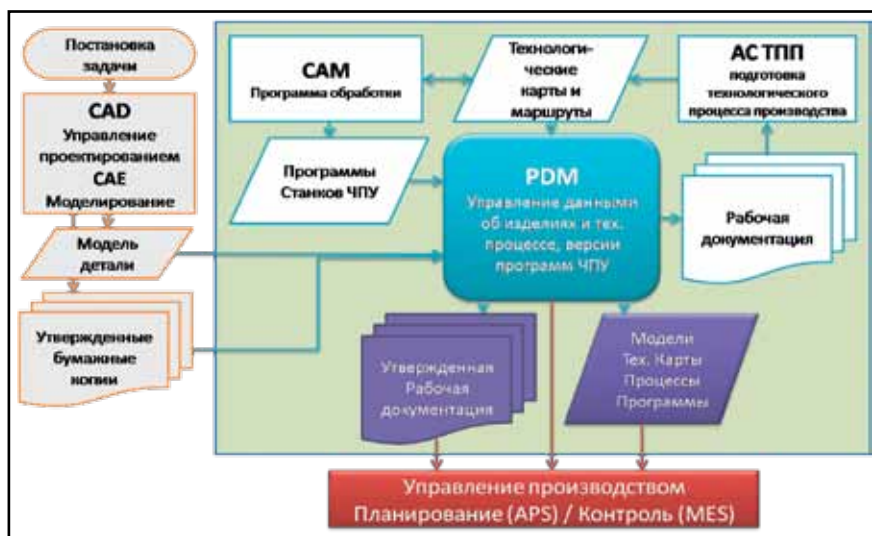 Постановка
задачи
CAD
Управление
проектированием
CAE
Моделирование
Модель
детали
Утвержденные
бумажные
копии
CAM
Программа обработки
Технологи-
ческие
карты и
маршруты
АС ТПП
подготовка
технологического
процесса производства
Программы
Станков ЧПУ
PDM
Управление данными
об изделиях и тех.
процессе, версии
программ ЧПУ
Рабочая
документация
Утвержденная
Рабочая
документация
Модели
Тех. Карты
Процессы
Программы
Управление производством
Планирование (APS) / Контроль (MES)